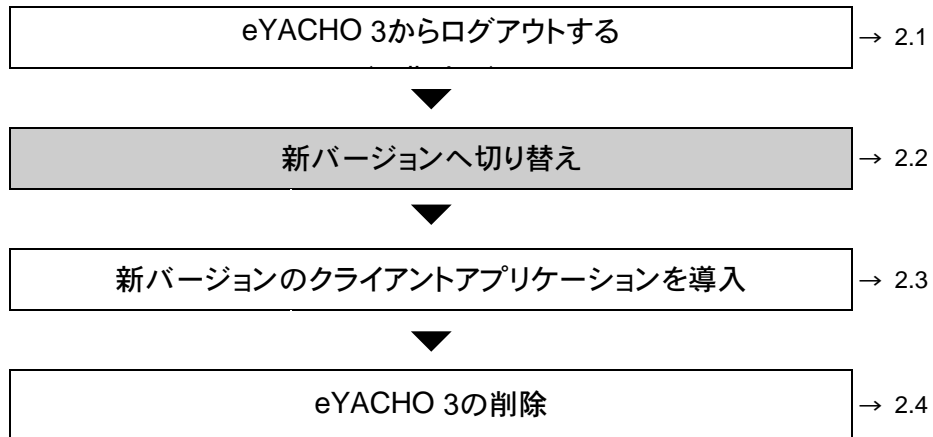 eYACHO 3からログアウトする
→ 2.1
新バージョンへ切り替え
→ 2.2
新バージョンのクライアントアプリケーションを導入
→ 2.3
eYACHO 3の削除
→ 2.4